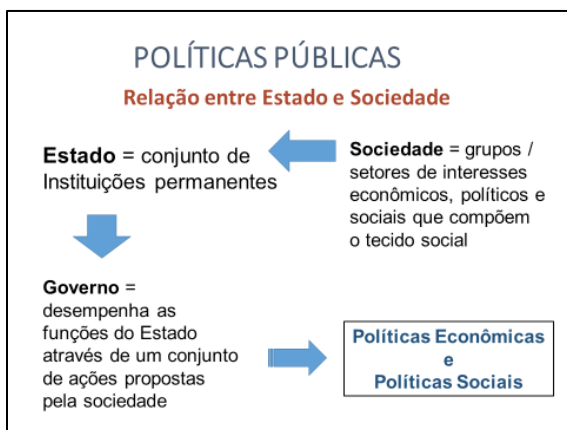 POLÍTICAS PÚBLICAS
Relação entre Estado e Sociedade
Estado = conjunto de
Instituições permanentes
Sociedade = grupos /
setores de interesses
econômicos, políticos e
sociais que compõem
o tecido social
Governo =
desempenha as
funções do Estado
através de um conjunto
de ações propostas
pela sociedade
Políticas Econômicas
e
Políticas Sociais